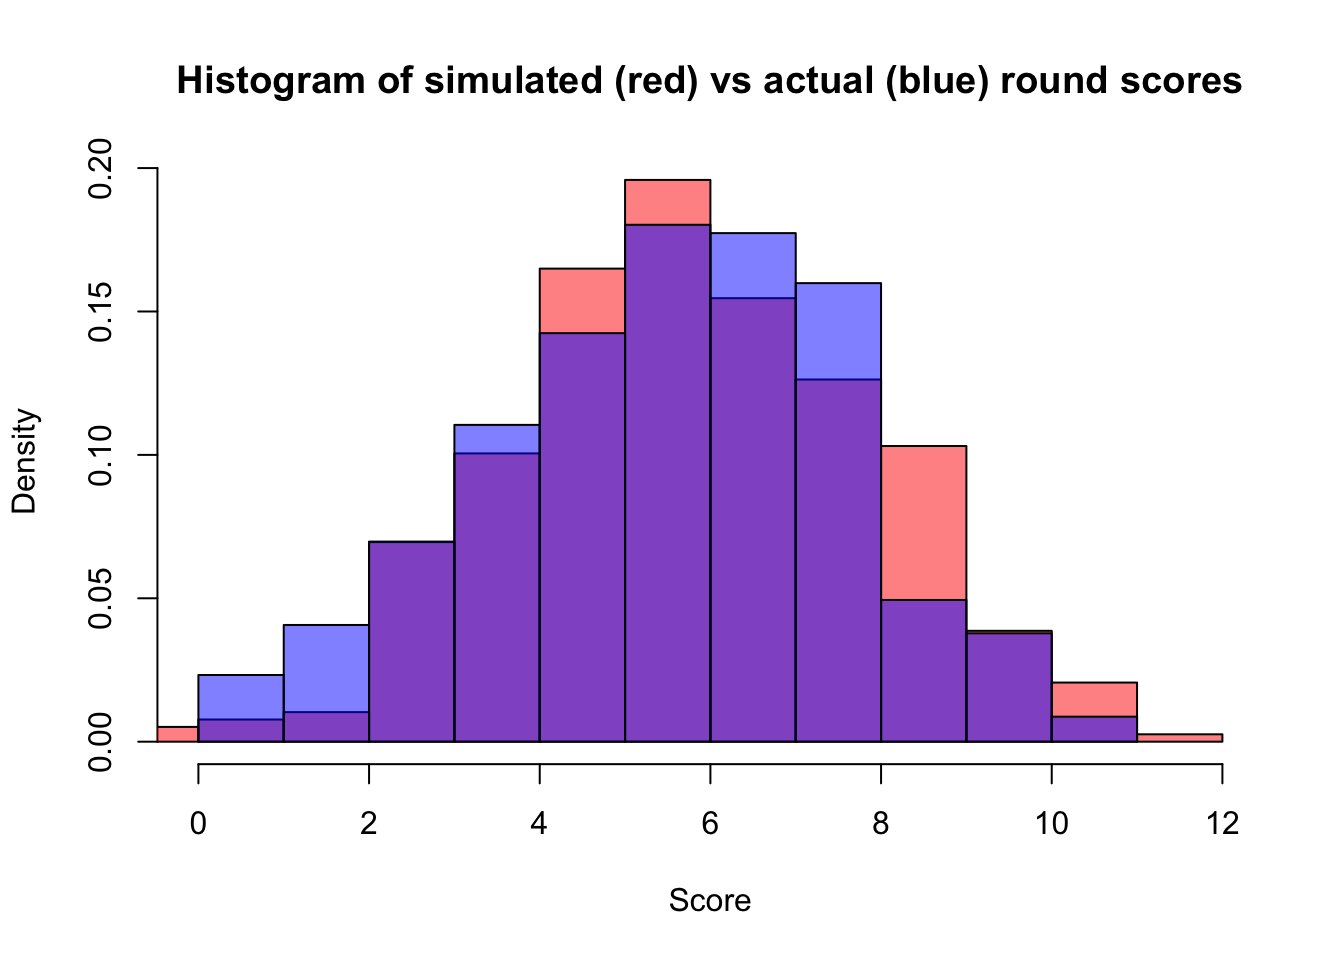 Histogram of simulated (red) vs actual (blue) round scores
Density
0.20
0.15
0.10
0.05
0.00
0 2 4 6 8 10 12
Score